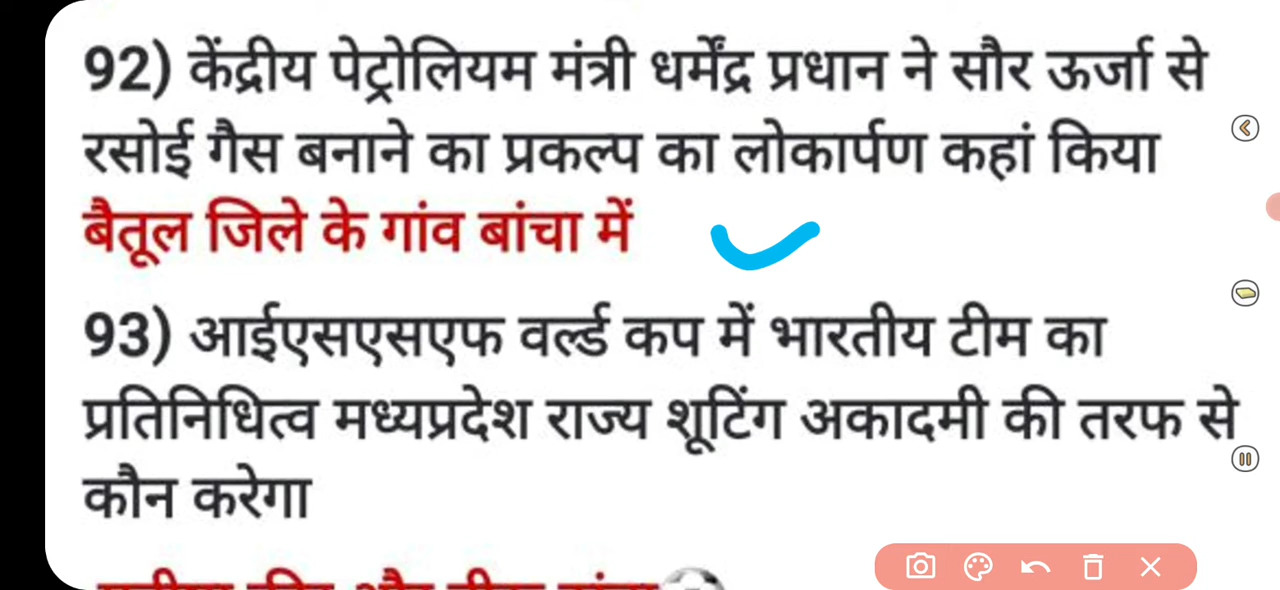 92) केंद्रीय पेट्रोलियम मंत्री धर्मेंद्र प्रधान ने सौर ऊर्जा से
रसोई गैस बनाने का प्रकल्प का लोकार्पण कहां किया
बैतूल जिले के गांव बांचा में
93) आईएसएसएफ वर्ल्ड कप में भारतीय टीम का
प्रतिनिधित्व मध्यप्रदेश राज्य शूटिंग अकादमी की तरफ से
कौन करेगा